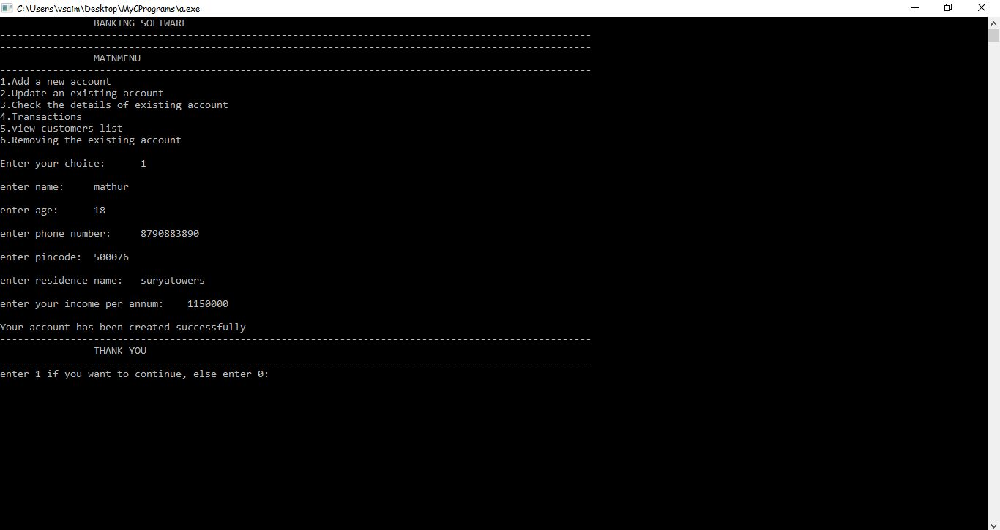 C:\Users\vsaim\Desktop\MyCPrograms\a.exe
BANKING SOFTWARE
-----------------------------------------------------------------------------------------------------
-----------------------------------------------------------------------------------------------------
MAINMENU
-----------------------------------------------------------------------------------------------------
1.Add a new account
2.Update an existing account
3.Check the details of existing account
4.Transactions
5.view customers list
6.Removing the existing account
Enter your choice: 1
enter name: mathur
enter age: 18
enter phone number: 8790883890
enter pincode: 500076
enter residence name: suryatowers
enter your income per annum: 1150000
Your account has been created successfully
-----------------------------------------------------------------------------------------------------
THANK YOU
-----------------------------------------------------------------------------------------------------
enter 1 if you want to continue, else enter 0: